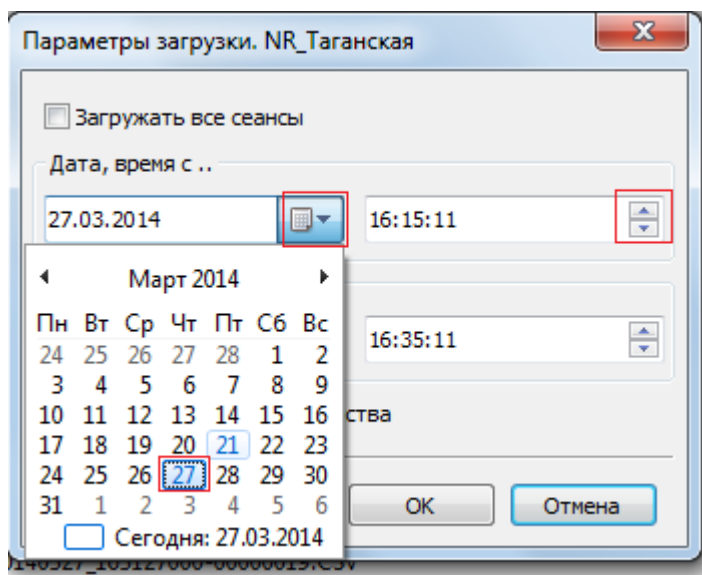 Параметры загрузки. NR_Таганская
Загружать все сеансы
Дата, время с ..
27.03.2014 16:15:11
Март 2014
Пн Вт Ср Чт Пт Сб Вс
24 25 26 27 28 1 2
3 4 5 6 7 8 9
10 11 12 13 14 15 16
17 18 19 20 21 22 23
24 25 26 27 28 29 30
31 1 2 3 4 5 6
Сегодня: 27.03.2014
16:35:11
ства
OK Отмена